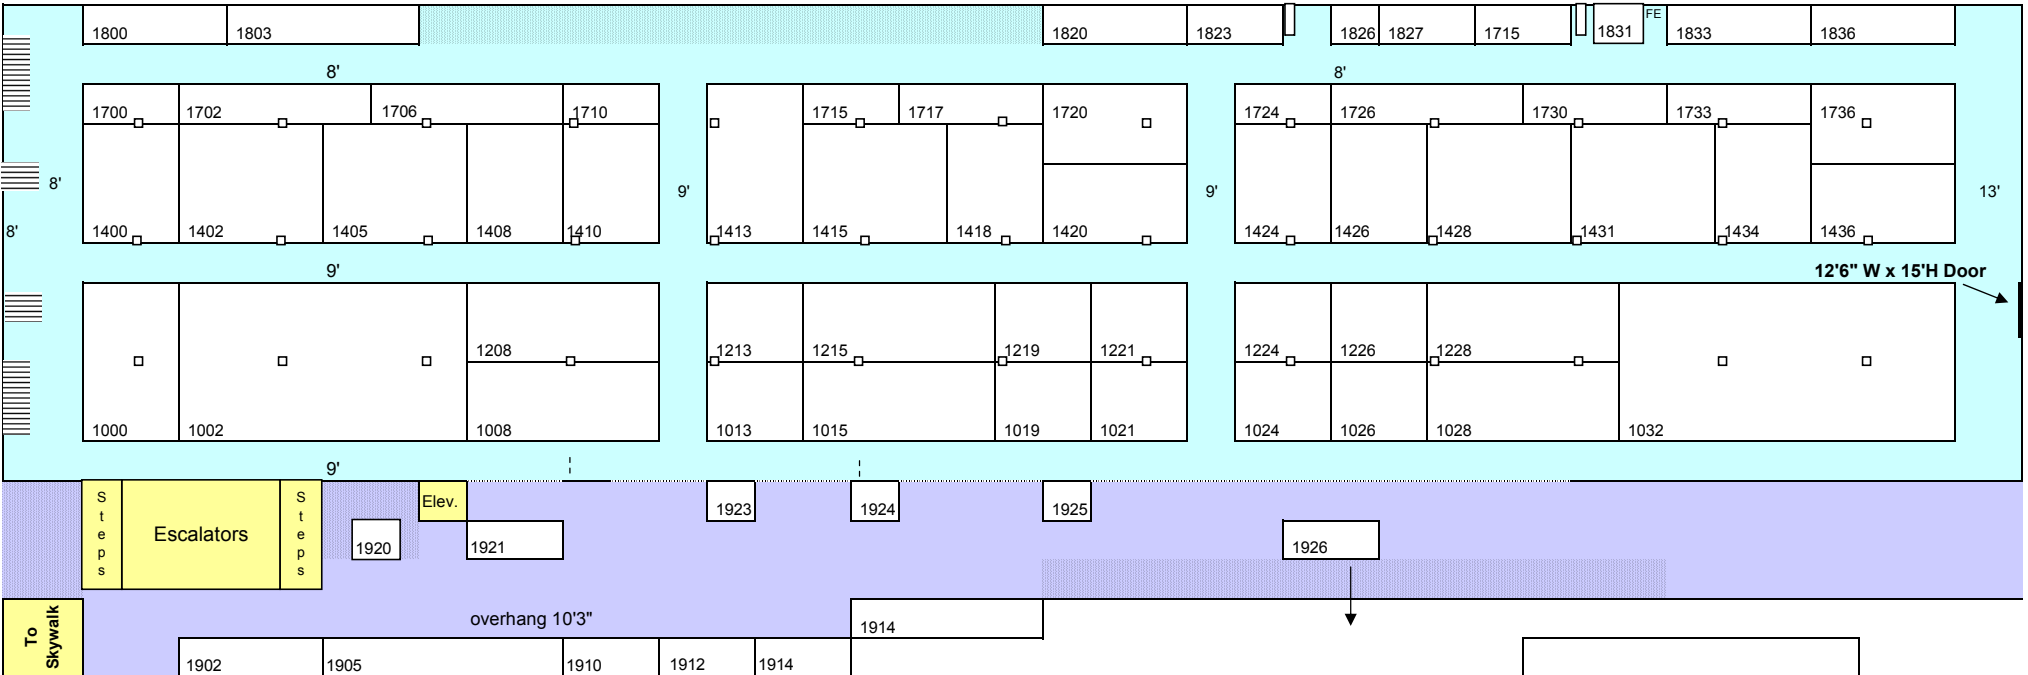 1800 1803 1820 1823 1826 1827 1715 1831 FE 1833 1836
8' 8'
1700 1702 1706 1710 1715 1717 1720 1724 1726 1730 1733 1736
8' 9' 9' 13'
8' 1400 1402 1405 1408 1410 1413 1415 1418 1420 1424 1426 1428 1431 1434 1436
9' 12'6" W x 15'H Door
1208 1213 1215 1219 1221 1224 1226 1228
1000 1002 1008 1013 1015 1019 1021 1024 1026 1028 1032
9'
Steps
Escalators
Steps
Elev.
1923 1924 1925
1920 1921 1926
To
Skywalk
overhang 10'3"
1914
1902 1905 1910 1912 1914